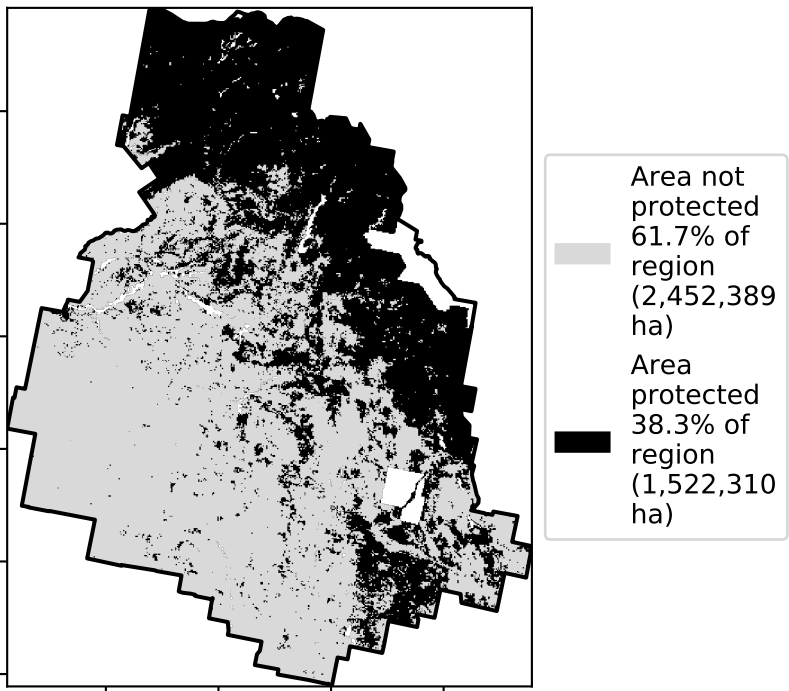 Area not
protected
61.7% of
region
(2,452,389
ha)
Area
protected
38.3% of
region
(1,522,310
ha)